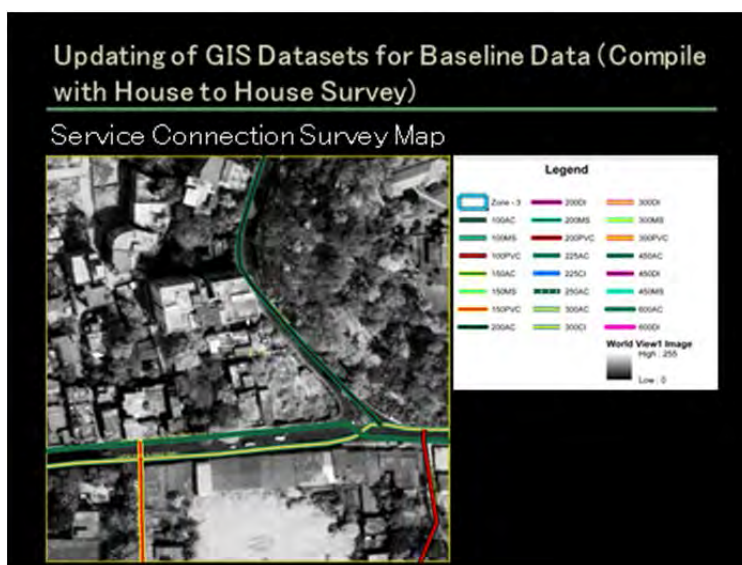 Updating of GIS Datasets for Baseline Data (Compile
with House to House Survey)
Service Connection Survey Map
Legend
Zone - 3
100AC
100MS
100PVC
150AC
150MS
150PVC
200AC
200DI
200MS
200PVC
225AC
225CI
250AC
300AC
300CI
300DI
300MS
300PVC
450AC
450DI
450MS
600AC
600DI
World View1 Image
High : 255
Low : 0